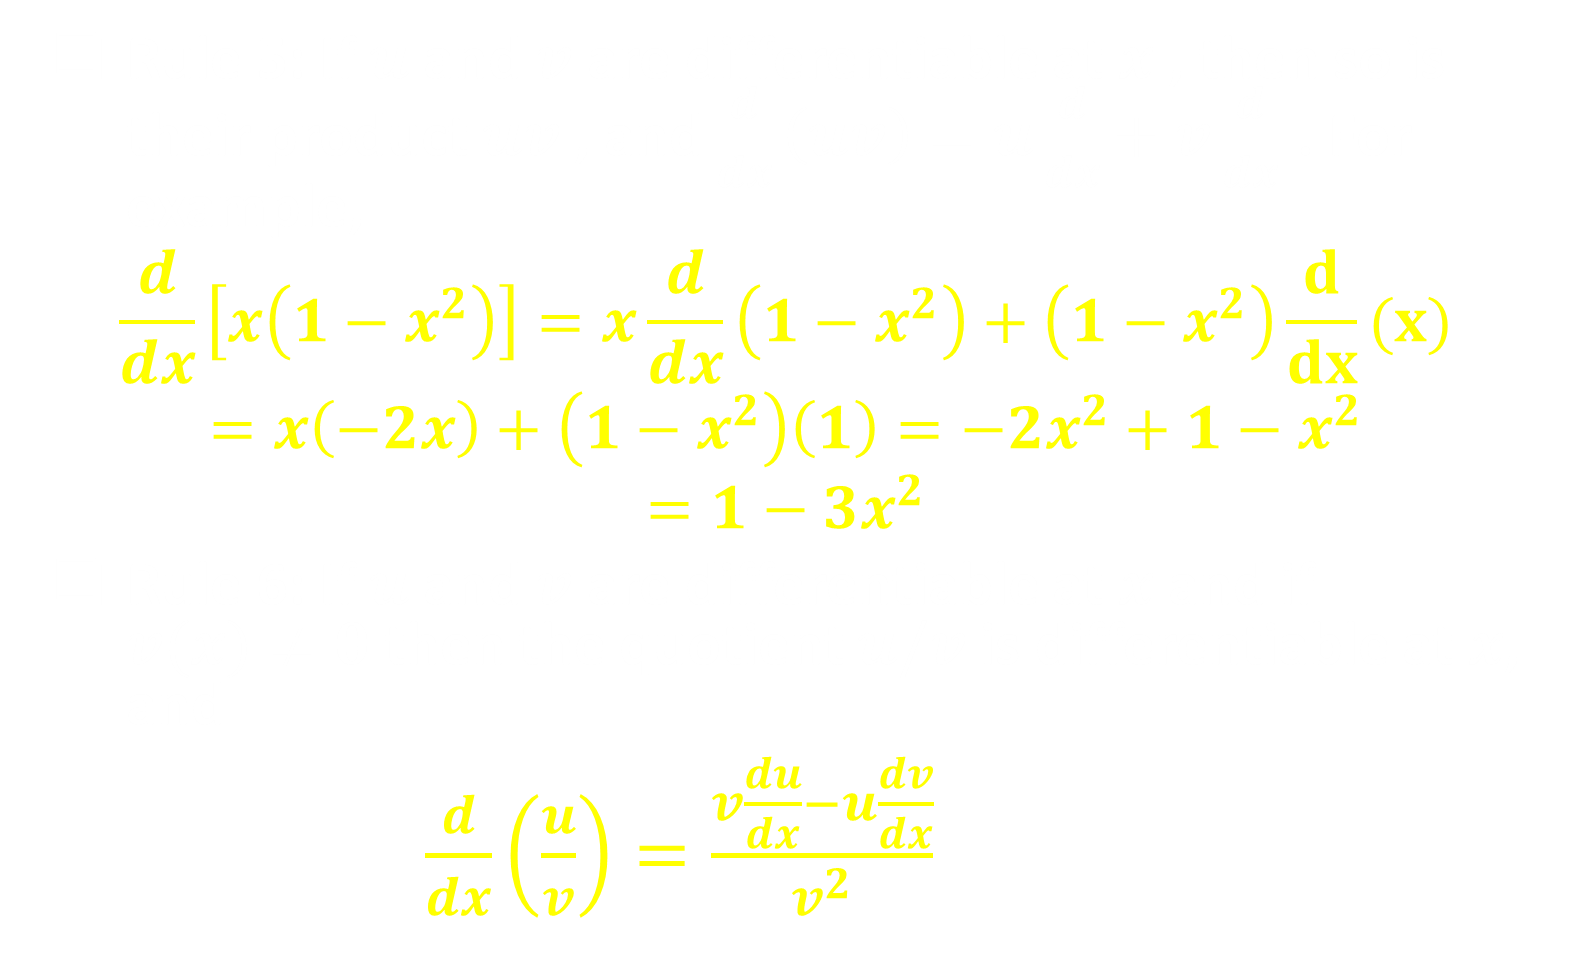 d/dx [x(1 − x²)] = x d/dx (1 − x²) + (1 − x²) d/dx (x)
= x(−2x) + (1 − x²)(1) = −2x² + 1 − x²
= 1 − 3x²
d/dx (u/v) = (v du/dx − u dv/dx) / v²